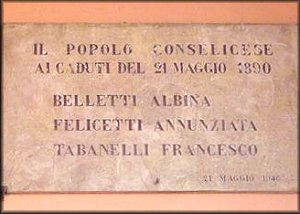 IL POPOLO CONSELICESE
AI CADUTI DEL 21 MAGGIO 1890
BELLETTI ALBINA
FELICETTI ANNUNZIATA
TABANELLI FRANCESCO
21 MAGGIO